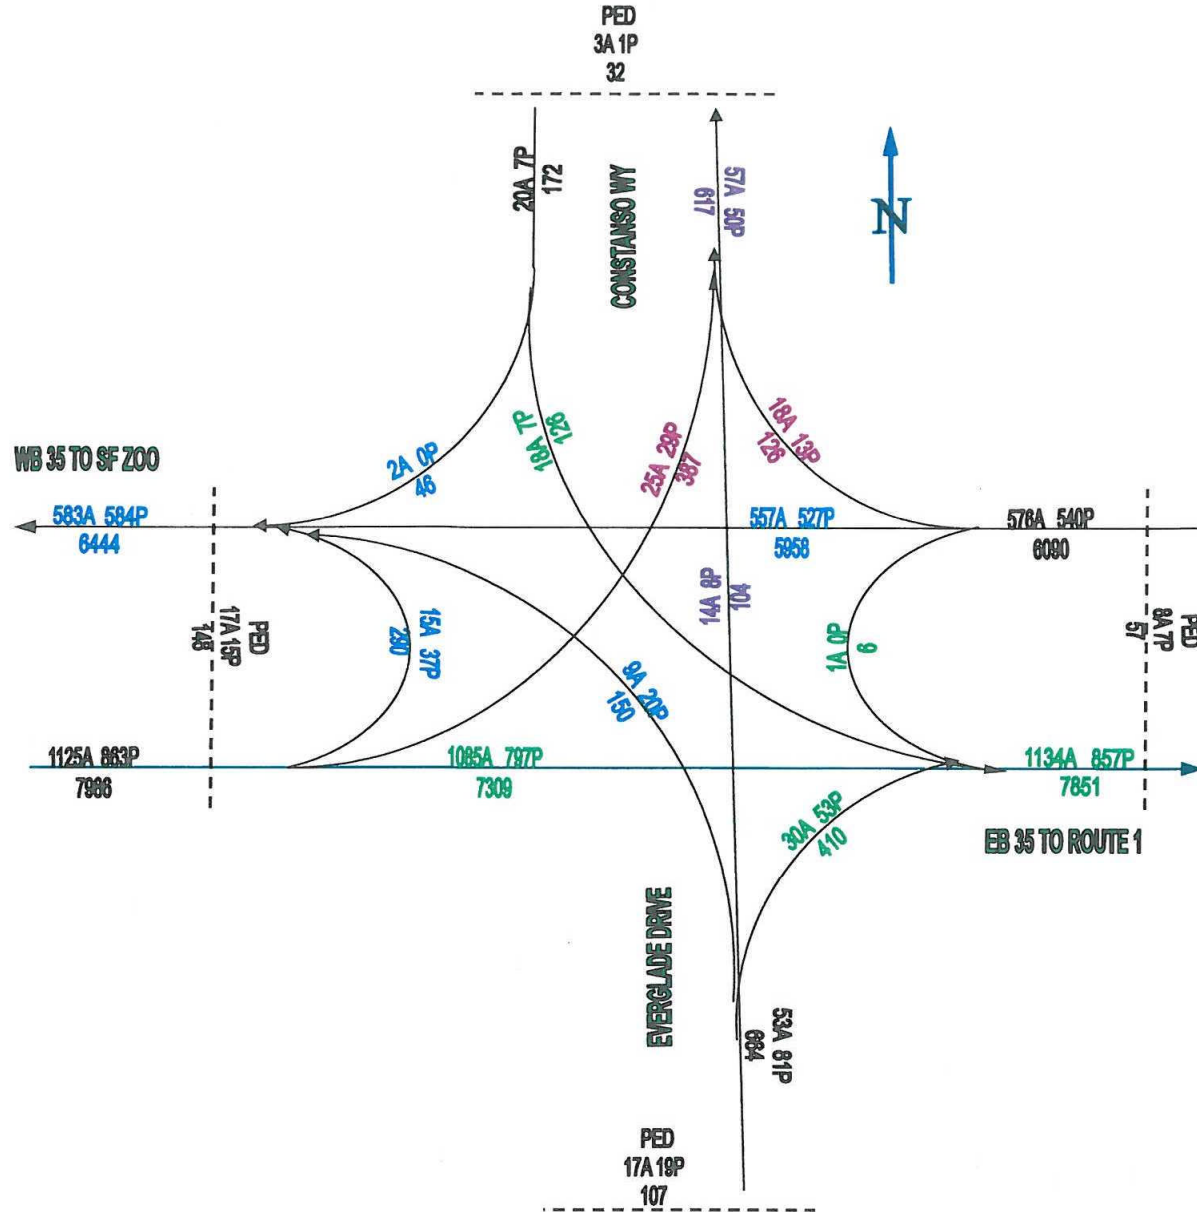 PED
3A 1P
32
20A 7P
172
CONSTANSO WY
57A 50P
617
N
WB 35 TO SF ZOO
2A 0P
46
18A 7P
126
25A 29P
387
18A 13P
126
583A 584P
6444
557A 527P
5958
576A 540P
6090
PED
17A 15P
15A 37P
290
14A 8P
104
1A 0P
6
PED
8A 7P
57
9A 20P
150
1125A 863P
7986
1085A 797P
7309
1134A 857P
7851
30A 53P
410
EB 35 TO ROUTE 1
EVERGLADE DRIVE
53A 81P
664
PED
17A 19P
107